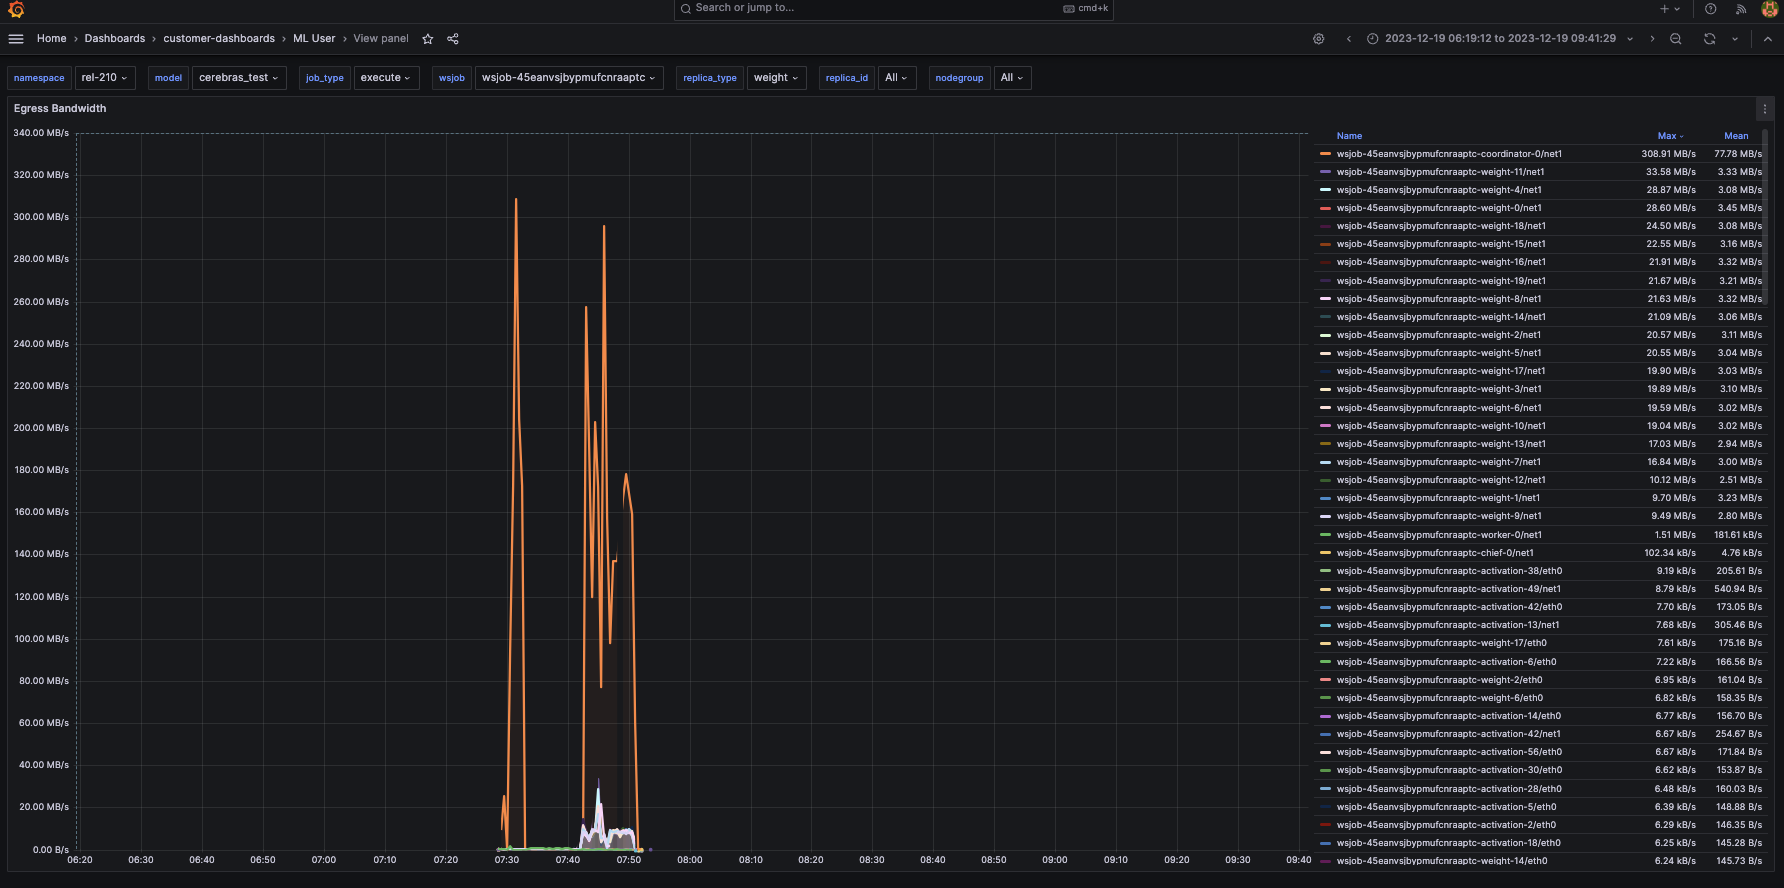 Search or jump to...
cmd+k
Home › Dashboards › customer-dashboards › ML User › View panel
2023-12-19 06:19:12 to 2023-12-19 09:41:29
namespace rel-210 model cerebras_test job_type execute wsjob wsjob-45eanvsjbypmufcnraaptc replica_type weight replica_id All nodegroup All
Egress Bandwidth
340.00 MB/s
320.00 MB/s
300.00 MB/s
280.00 MB/s
260.00 MB/s
240.00 MB/s
220.00 MB/s
200.00 MB/s
180.00 MB/s
160.00 MB/s
140.00 MB/s
120.00 MB/s
100.00 MB/s
80.00 MB/s
60.00 MB/s
40.00 MB/s
20.00 MB/s
0.00 B/s
06:20 06:30 06:40 06:50 07:00 07:10 07:20 07:30 07:40 07:50 08:00 08:10 08:20 08:30 08:40 08:50 09:00 09:10 09:20 09:30 09:40
Name Max Mean
wsjob-45eanvsjbypmufcnraaptc-coordinator-0/net1 308.91 MB/s 77.78 MB/s
wsjob-45eanvsjbypmufcnraaptc-weight-11/net1 33.58 MB/s 3.33 MB/s
wsjob-45eanvsjbypmufcnraaptc-weight-4/net1 28.87 MB/s 3.08 MB/s
wsjob-45eanvsjbypmufcnraaptc-weight-0/net1 28.60 MB/s 3.45 MB/s
wsjob-45eanvsjbypmufcnraaptc-weight-18/net1 24.50 MB/s 3.08 MB/s
wsjob-45eanvsjbypmufcnraaptc-weight-15/net1 22.55 MB/s 3.16 MB/s
wsjob-45eanvsjbypmufcnraaptc-weight-16/net1 21.91 MB/s 3.32 MB/s
wsjob-45eanvsjbypmufcnraaptc-weight-19/net1 21.67 MB/s 3.21 MB/s
wsjob-45eanvsjbypmufcnraaptc-weight-8/net1 21.63 MB/s 3.32 MB/s
wsjob-45eanvsjbypmufcnraaptc-weight-14/net1 21.09 MB/s 3.06 MB/s
wsjob-45eanvsjbypmufcnraaptc-weight-2/net1 20.57 MB/s 3.11 MB/s
wsjob-45eanvsjbypmufcnraaptc-weight-5/net1 20.55 MB/s 3.04 MB/s
wsjob-45eanvsjbypmufcnraaptc-weight-17/net1 19.90 MB/s 3.03 MB/s
wsjob-45eanvsjbypmufcnraaptc-weight-3/net1 19.89 MB/s 3.10 MB/s
wsjob-45eanvsjbypmufcnraaptc-weight-6/net1 19.59 MB/s 3.02 MB/s
wsjob-45eanvsjbypmufcnraaptc-weight-10/net1 19.04 MB/s 3.02 MB/s
wsjob-45eanvsjbypmufcnraaptc-weight-13/net1 17.03 MB/s 2.94 MB/s
wsjob-45eanvsjbypmufcnraaptc-weight-7/net1 16.84 MB/s 3.00 MB/s
wsjob-45eanvsjbypmufcnraaptc-weight-12/net1 10.12 MB/s 2.51 MB/s
wsjob-45eanvsjbypmufcnraaptc-weight-1/net1 9.70 MB/s 3.23 MB/s
wsjob-45eanvsjbypmufcnraaptc-weight-9/net1 9.49 MB/s 2.80 MB/s
wsjob-45eanvsjbypmufcnraaptc-worker-0/net1 1.51 MB/s 181.61 kB/s
wsjob-45eanvsjbypmufcnraaptc-chief-0/net1 102.34 kB/s 4.76 kB/s
wsjob-45eanvsjbypmufcnraaptc-activation-38/eth0 9.19 kB/s 205.61 B/s
wsjob-45eanvsjbypmufcnraaptc-activation-49/net1 8.79 kB/s 540.94 B/s
wsjob-45eanvsjbypmufcnraaptc-activation-42/eth0 7.70 kB/s 173.05 B/s
wsjob-45eanvsjbypmufcnraaptc-activation-13/net1 7.68 kB/s 305.46 B/s
wsjob-45eanvsjbypmufcnraaptc-weight-17/eth0 7.61 kB/s 175.16 B/s
wsjob-45eanvsjbypmufcnraaptc-activation-6/eth0 7.22 kB/s 166.56 B/s
wsjob-45eanvsjbypmufcnraaptc-weight-2/eth0 6.95 kB/s 161.04 B/s
wsjob-45eanvsjbypmufcnraaptc-weight-6/eth0 6.82 kB/s 158.35 B/s
wsjob-45eanvsjbypmufcnraaptc-activation-14/eth0 6.77 kB/s 156.70 B/s
wsjob-45eanvsjbypmufcnraaptc-activation-42/net1 6.67 kB/s 254.67 B/s
wsjob-45eanvsjbypmufcnraaptc-activation-56/eth0 6.67 kB/s 171.84 B/s
wsjob-45eanvsjbypmufcnraaptc-activation-30/eth0 6.62 kB/s 153.87 B/s
wsjob-45eanvsjbypmufcnraaptc-activation-28/eth0 6.48 kB/s 160.03 B/s
wsjob-45eanvsjbypmufcnraaptc-activation-5/eth0 6.39 kB/s 148.88 B/s
wsjob-45eanvsjbypmufcnraaptc-activation-2/eth0 6.29 kB/s 146.35 B/s
wsjob-45eanvsjbypmufcnraaptc-activation-18/eth0 6.25 kB/s 145.28 B/s
wsjob-45eanvsjbypmufcnraaptc-weight-14/eth0 6.24 kB/s 145.73 B/s